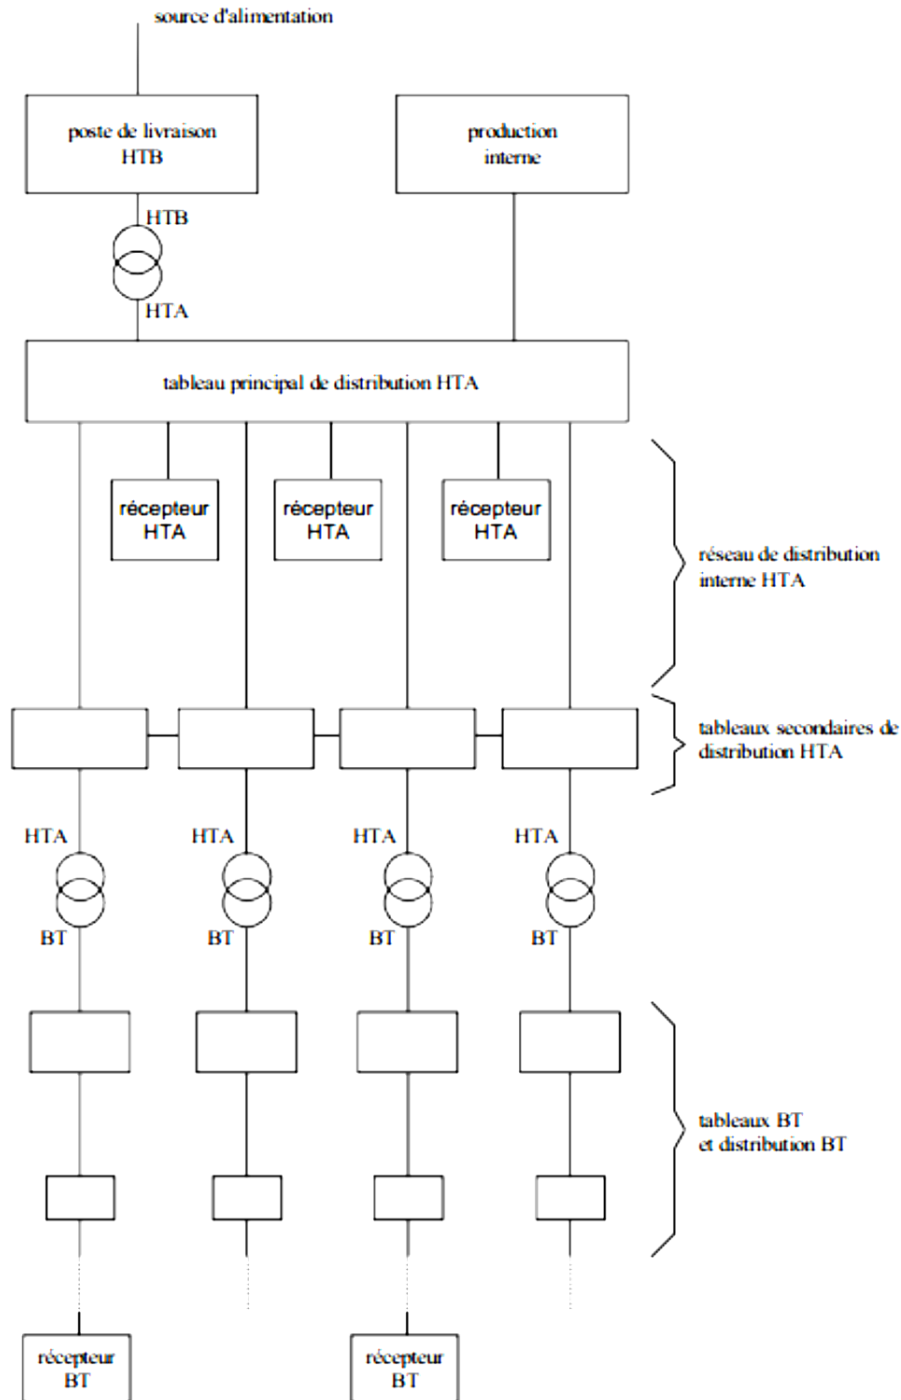 source d'alimentation
poste de livraison
HTB
production
interne
HTB
HTA
tableau principal de distribution HTA
récepteur
HTA
récepteur
HTA
récepteur
HTA
réseau de distribution
interne HTA
tableaux secondaires de
distribution HTA
HTA
HTA
HTA
HTA
BT
BT
BT
BT
tableaux BT
et distribution BT
récepteur
BT
récepteur
BT